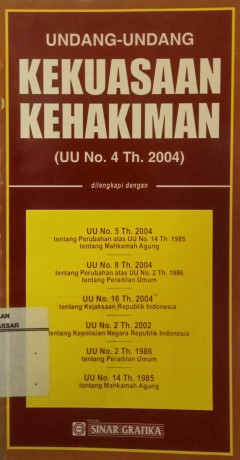 UNDANG-UNDANG
KEKUASAAN
KEHAKIMAN
(UU No. 4 Th. 2004)
dilengkapi dengan
UU No. 5 Th. 2004
tentang Perubahan atas UU No. 14 Th. 1985
tentang Mahkamah Agung
UU No. 8 Th. 2004
tentang Perubahan atas UU No. 2 Th. 1986
tentang Peradilan Umum
UU No. 16 Th. 2004
tentang Kejaksaan Republik Indonesia
AAN
ASSAR
UU No. 2 Th. 2002
tentang Kepolisian Negara Republik Indonesia
UU No. 2 Th. 1986
tentang Peradilan Umum
UU No. 14 Th. 1985
tentang Mahkamah Agung
SINAR GRAFIKA